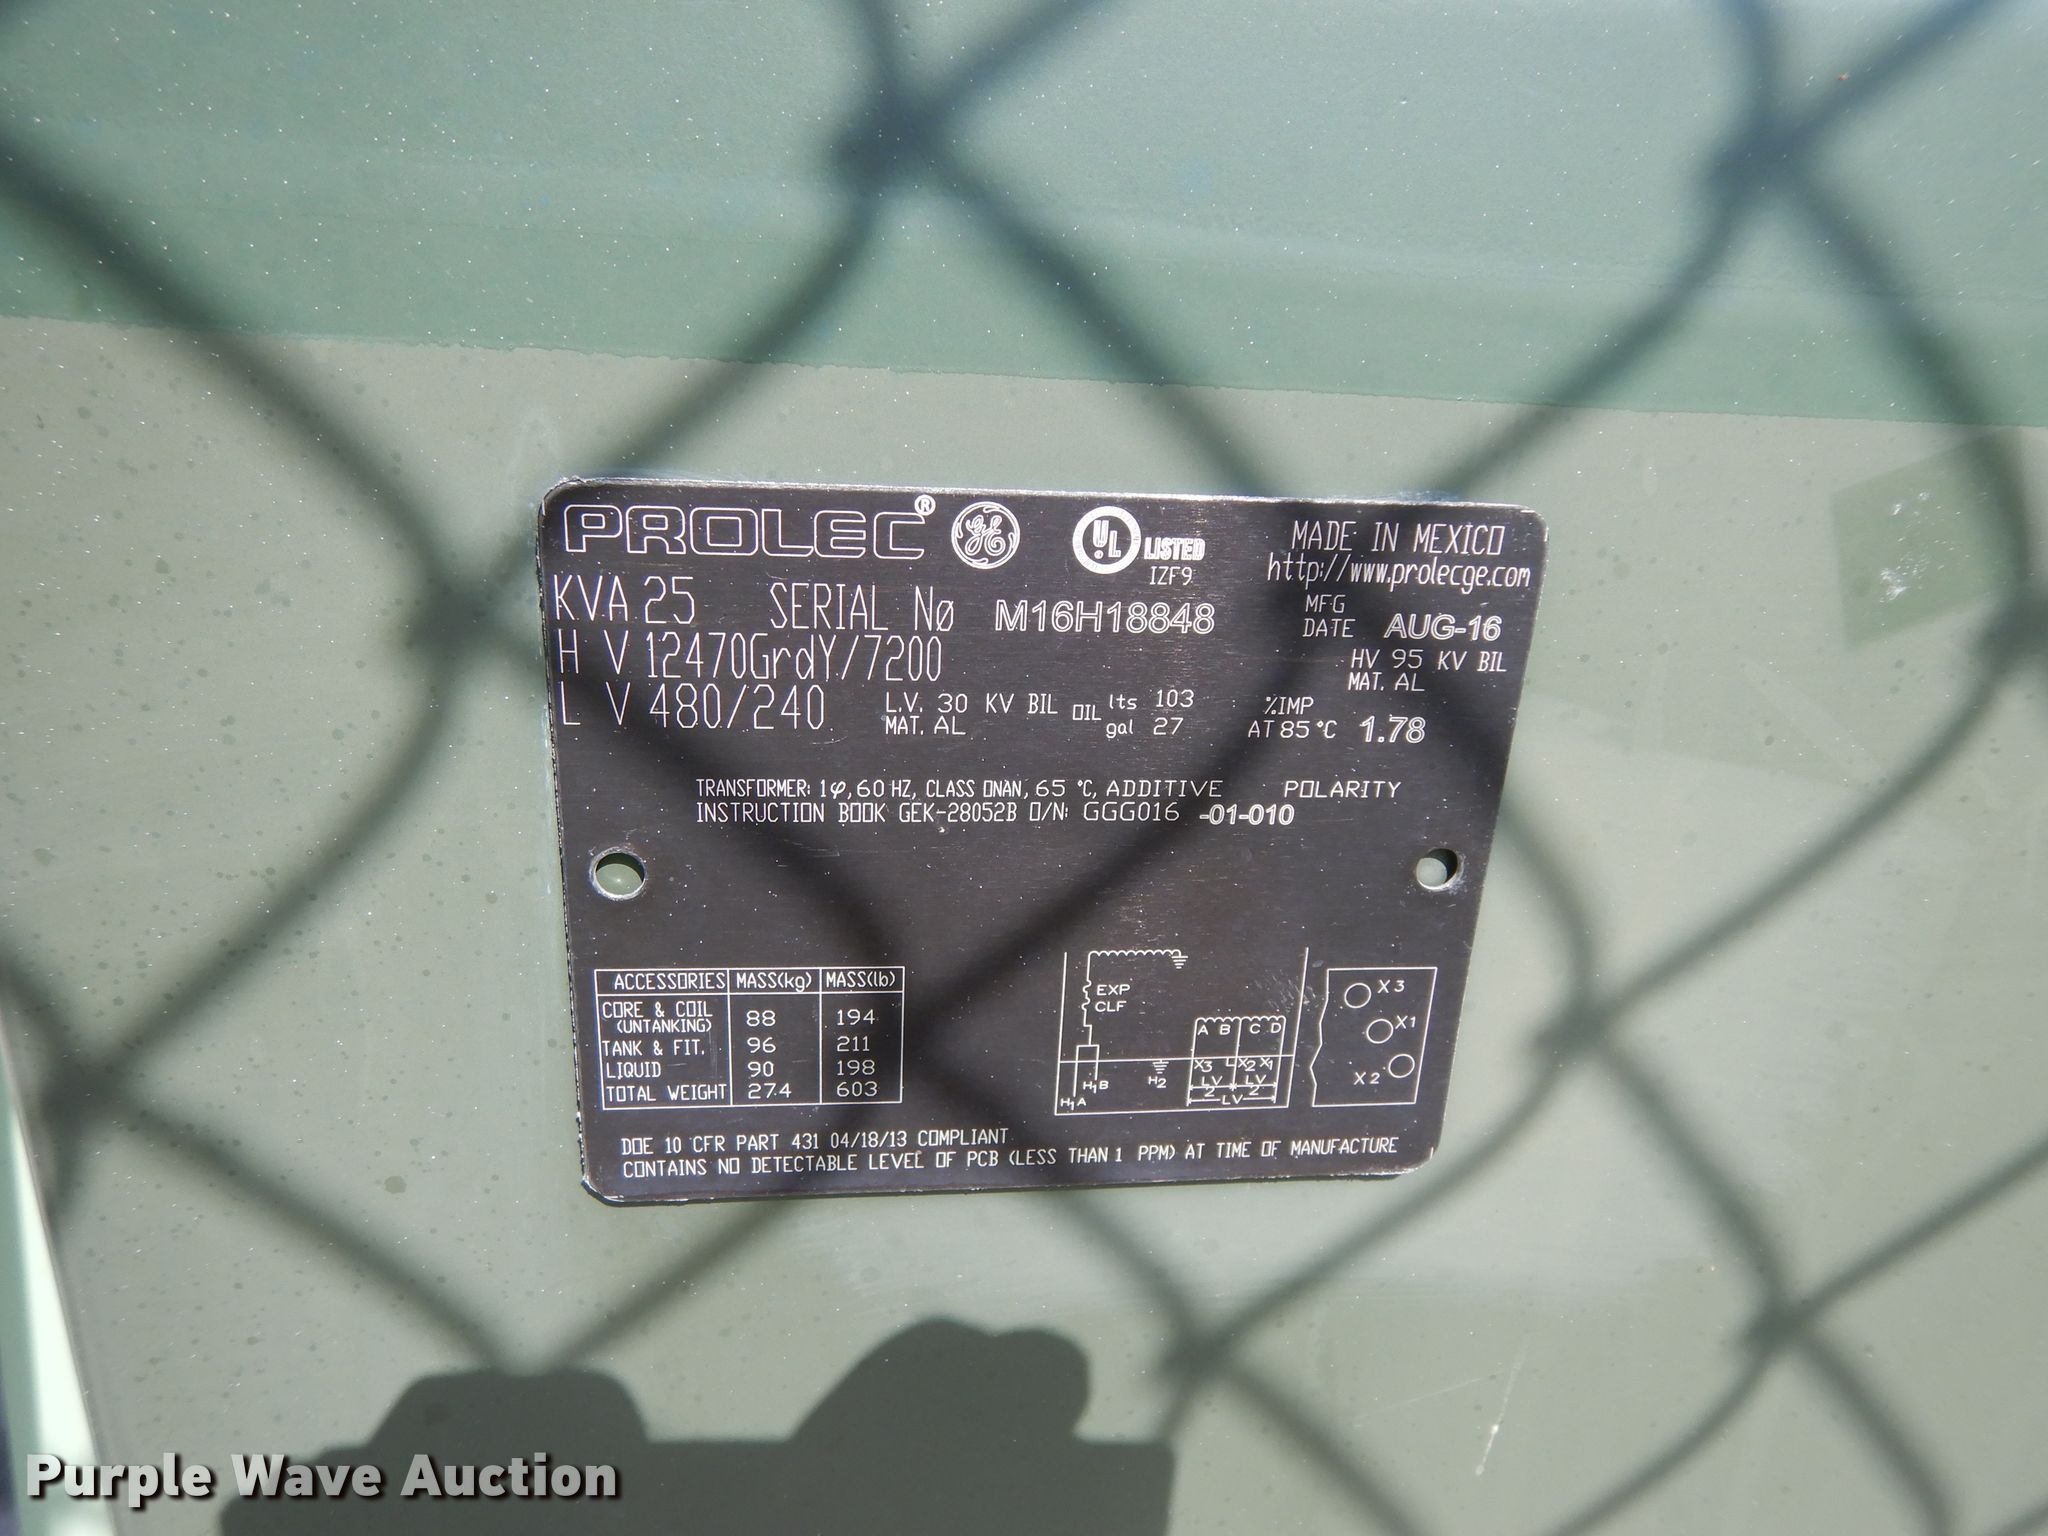 PROLEC® GE UL LISTED MADE IN MEXICO
IZF9 http://www.prolecge.com
KVA 25 SERIAL Nø M16H18848 MFG DATE AUG-16
H V 12470GrdY/7200 HV 95 KV BIL
MAT. AL
L V 480/240 L.V. 30 KV BIL OIL lts 103 %IMP
MAT. AL gal 27 AT 85 °C 1.78
TRANSFORMER: 1φ, 60 HZ, CLASS ONAN, 65 °C, ADDITIVE POLARITY
INSTRUCTION BOOK GEK-28052B O/N: GGG016 -01-010
ACCESSORIES MASS(kg) MASS(lb)
CORE & COIL
(UNTANKING) 88 194
TANK & FIT. 96 211
LIQUID 90 198
TOTAL WEIGHT 274 603
EXP
CLF
A B C D
X3 L X2 X1
H1B H2 LV LV
2 2
H1A LV
X3
X1
X2
DOE 10 CFR PART 431 04/18/13 COMPLIANT
CONTAINS NO DETECTABLE LEVEL OF PCB (LESS THAN 1 PPM) AT TIME OF MANUFACTURE
Purple Wave Auction